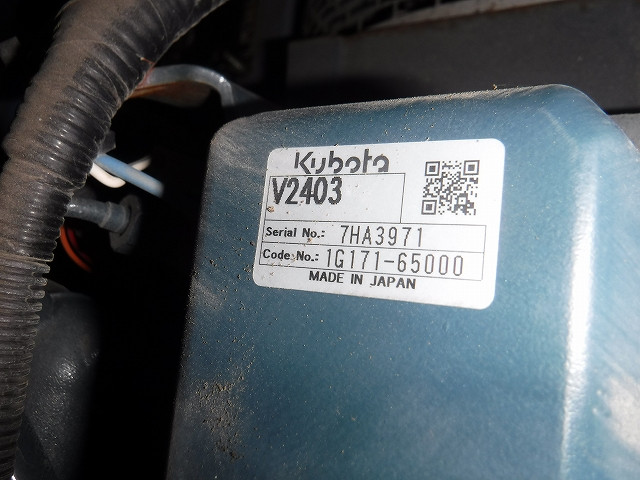 Kubota
V2403
Serial No.: 7HA3971
Code No.: 1G171-65000
MADE IN JAPAN